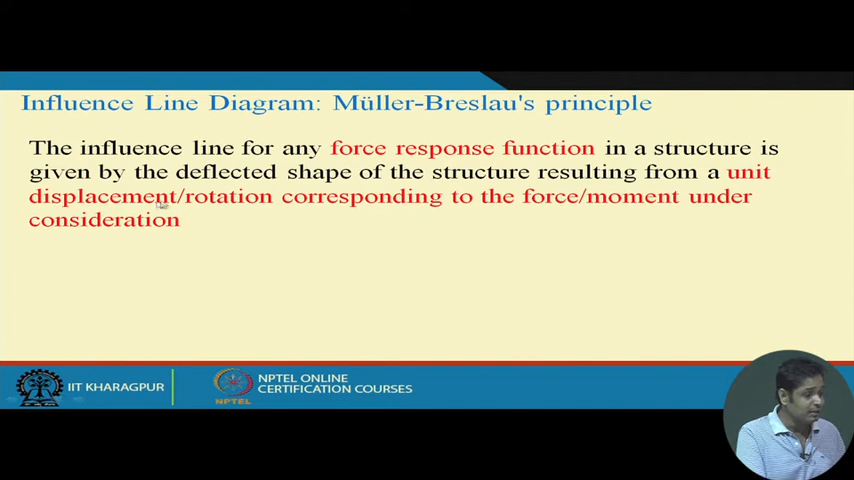 Influence Line Diagram: Müller-Breslau's principle
The influence line for any force response function in a structure is
given by the deflected shape of the structure resulting from a unit
displacement/rotation corresponding to the force/moment under
consideration
IIT KHARAGPUR
NPTEL
NPTEL ONLINE
CERTIFICATION COURSES